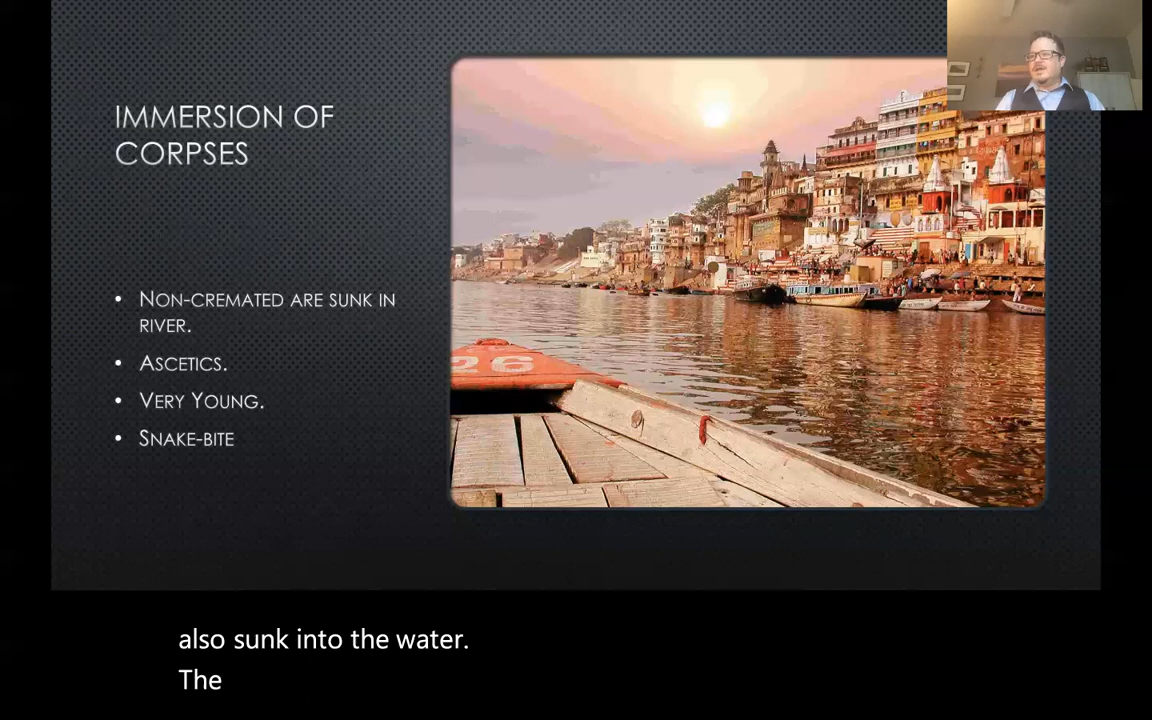 IMMERSION OF
CORPSES
• NON-CREMATED ARE SUNK IN
RIVER.
• ASCETICS.
• VERY YOUNG.
• SNAKE-BITE
26
also sunk into the water.
The